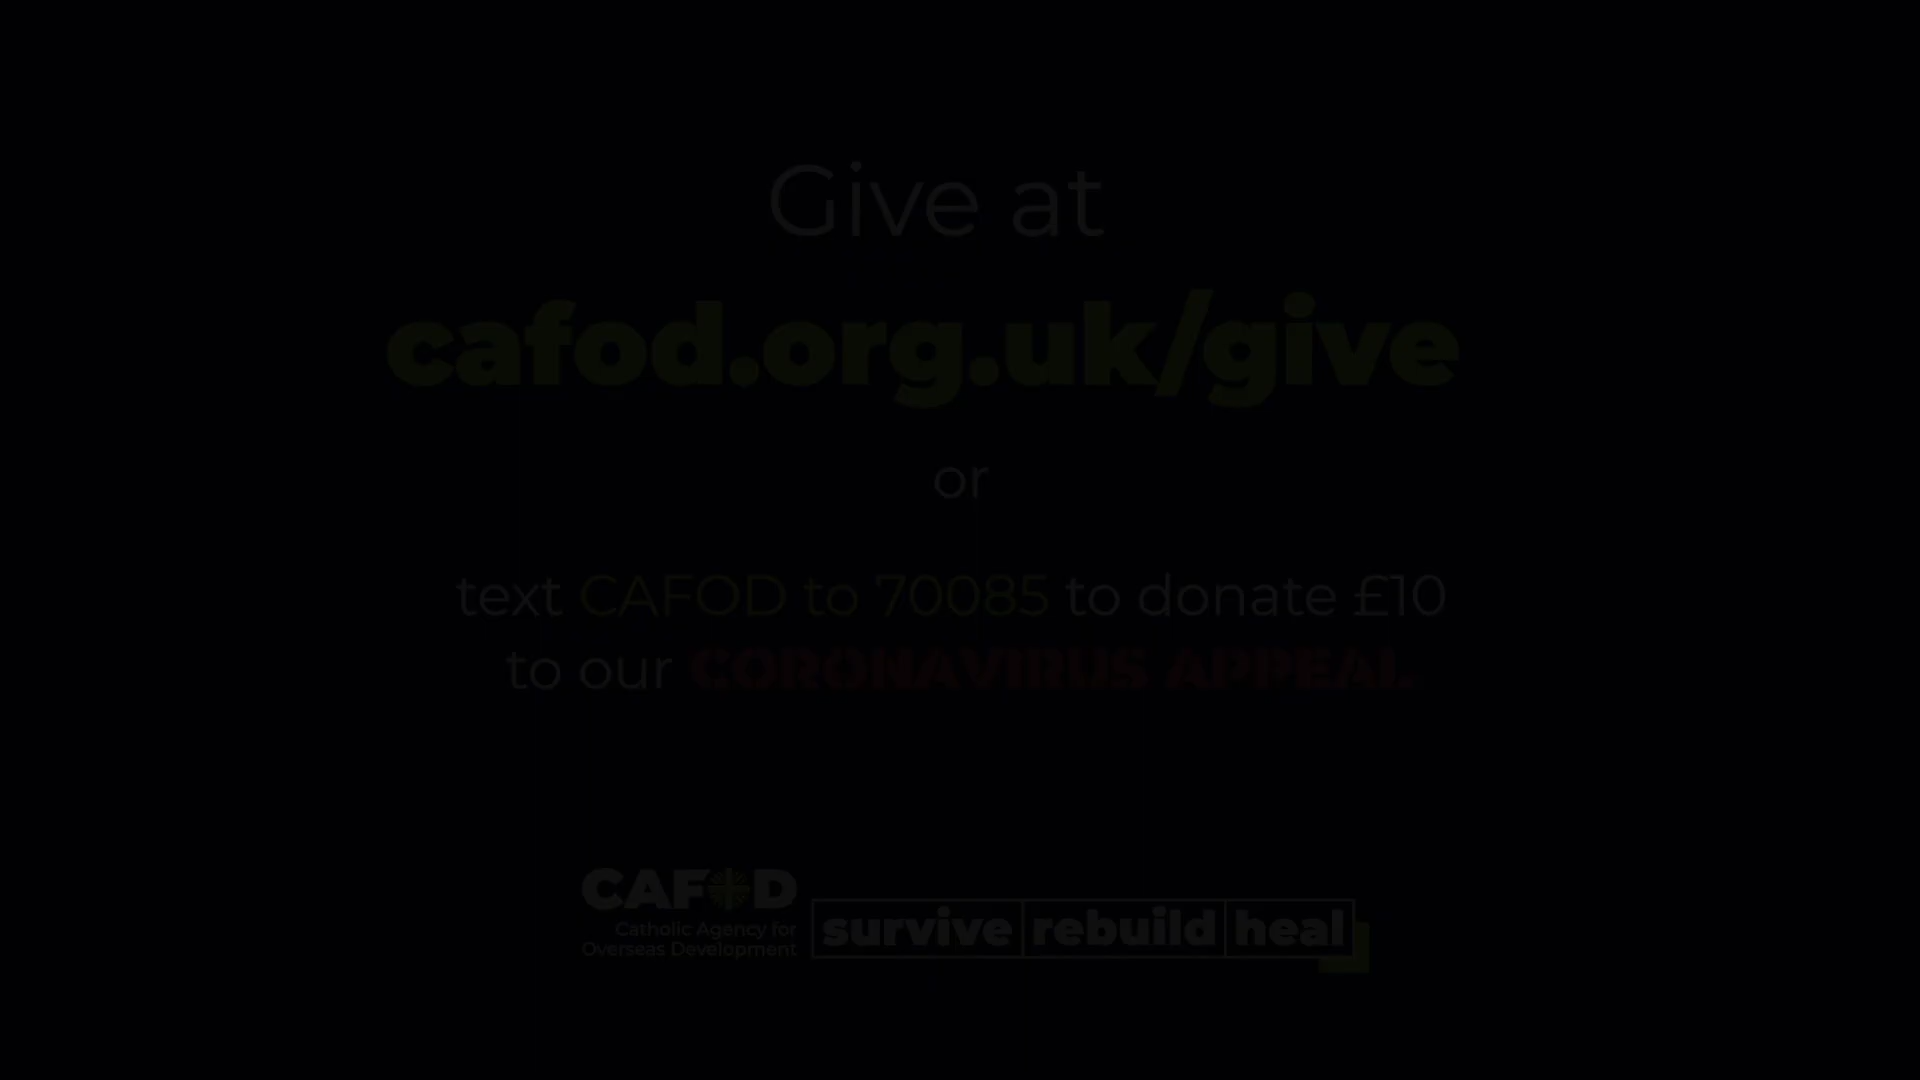 Give at
cafod.org.uk/give
or
text CAFOD to 70085 to donate £10
to our CORONAVIRUS APPEAL.
CAFOD
Catholic Agency for
Overseas Development
survive rebuild heal